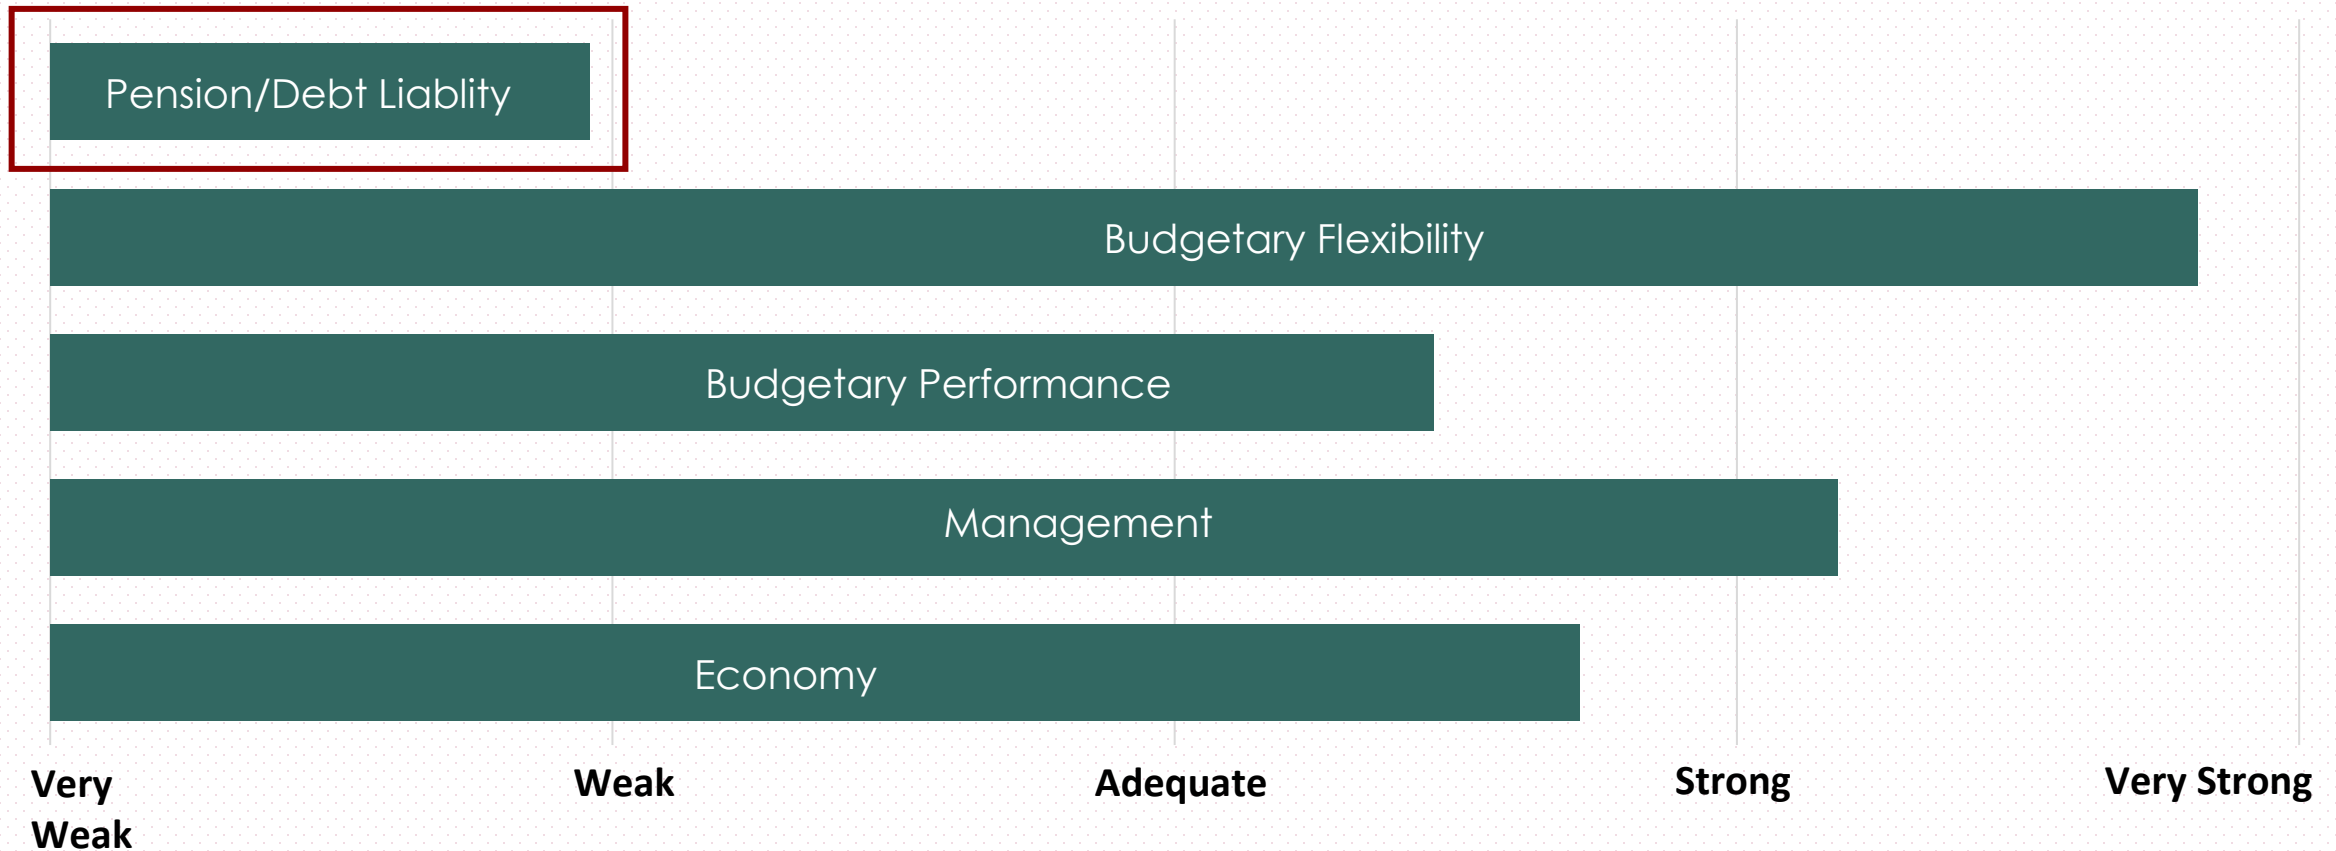 Pension/Debt Liablity
Budgetary Flexibility
Budgetary Performance
Management
Economy
Very
Weak
Weak
Adequate
Strong
Very Strong